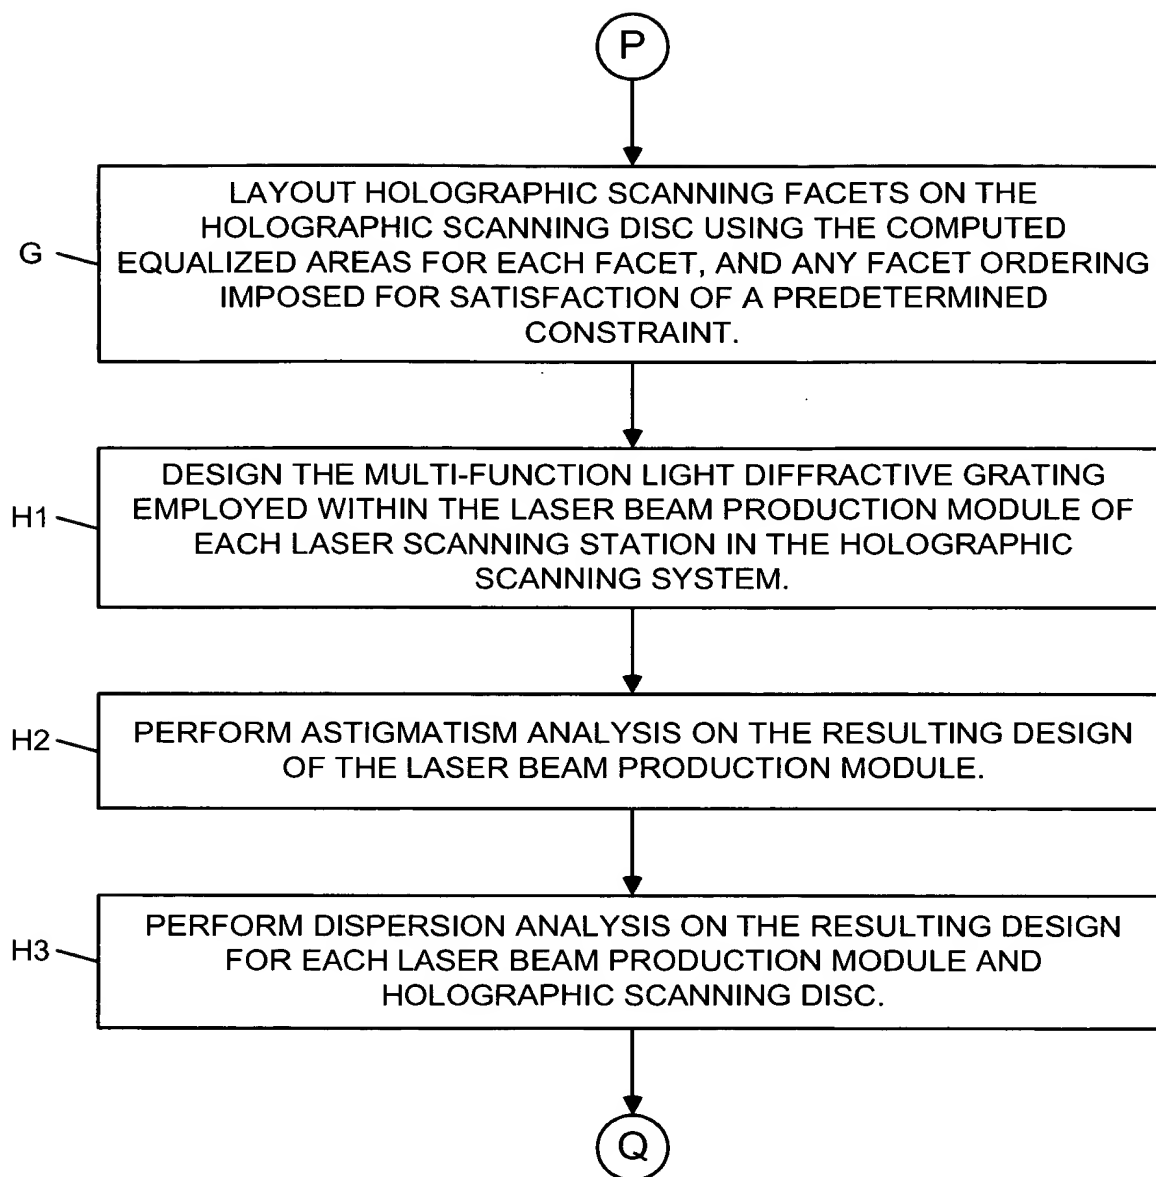 P
G
LAYOUT HOLOGRAPHIC SCANNING FACETS ON THE
HOLOGRAPHIC SCANNING DISC USING THE COMPUTED
EQUALIZED AREAS FOR EACH FACET, AND ANY FACET ORDERING
IMPOSED FOR SATISFACTION OF A PREDETERMINED
CONSTRAINT.
H1
DESIGN THE MULTI-FUNCTION LIGHT DIFFRACTIVE GRATING
EMPLOYED WITHIN THE LASER BEAM PRODUCTION MODULE OF
EACH LASER SCANNING STATION IN THE HOLOGRAPHIC
SCANNING SYSTEM.
H2
PERFORM ASTIGMATISM ANALYSIS ON THE RESULTING DESIGN
OF THE LASER BEAM PRODUCTION MODULE.
H3
PERFORM DISPERSION ANALYSIS ON THE RESULTING DESIGN
FOR EACH LASER BEAM PRODUCTION MODULE AND
HOLOGRAPHIC SCANNING DISC.
Q